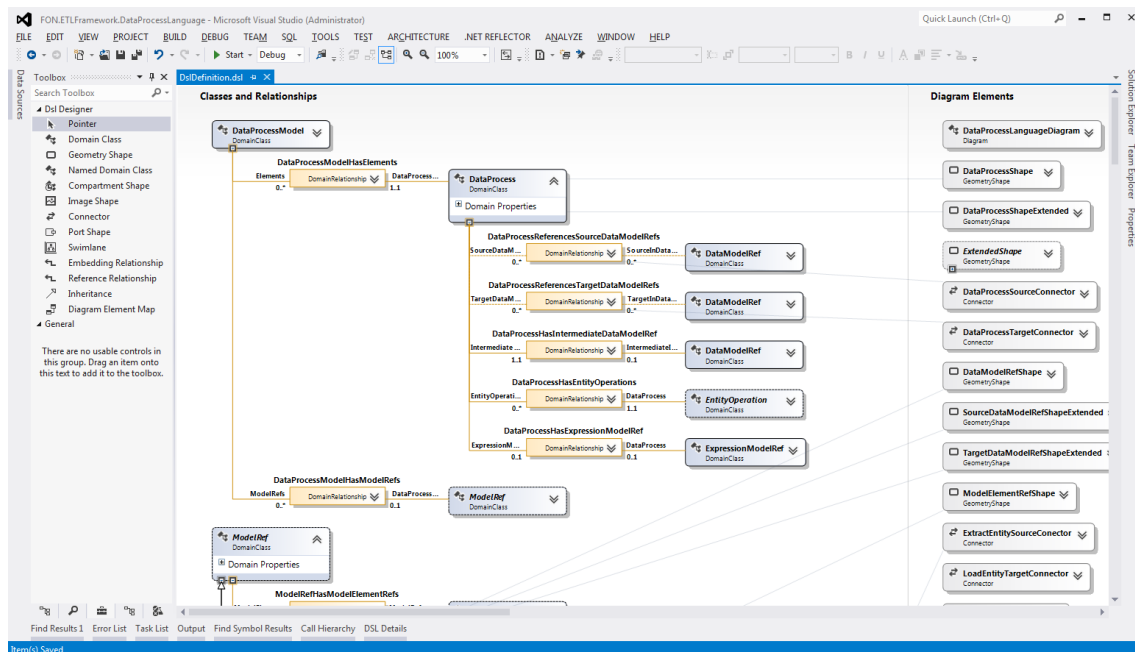 FON.ETLFramework.DataProcessLanguage - Microsoft Visual Studio (Administrator)
Quick Launch (Ctrl+Q)
FILE EDIT VIEW PROJECT BUILD DEBUG TEAM SQL TOOLS TEST ARCHITECTURE .NET REFLECTOR ANALYZE WINDOW HELP
Start Debug 100%
Data Sources
Toolbox
Search Toolbox
Dsl Designer
Pointer
Domain Class
Geometry Shape
Named Domain Class
Compartment Shape
Image Shape
Connector
Port Shape
Swimlane
Embedding Relationship
Reference Relationship
Inheritance
Diagram Element Map
General
There are no usable controls in
this group. Drag an item onto
this text to add it to the toolbox.
DslDefinition.dsl
Classes and Relationships
DataProcessModel
DomainClass
DataProcessModelHasElements
Elements DomainRelationship DataProcess...
0..* 1..1
DataProcess
DomainClass
Domain Properties
DataProcessReferencesSourceDataModelRefs
SourceDataM... DomainRelationship SourceInData...
0..* 0..*
DataModelRef
DomainClass
DataProcessReferencesTargetDataModelRefs
TargetDataM... DomainRelationship TargetInData...
0..* 0..*
DataModelRef
DomainClass
DataProcessHasIntermediateDataModelRef
Intermediate ... DomainRelationship IntermediateI...
1..1 0..1
DataModelRef
DomainClass
DataProcessHasEntityOperations
EntityOperati... DomainRelationship DataProcess
0..* 1..1
EntityOperation
DomainClass
DataProcessHasExpressionModelRef
ExpressionM... DomainRelationship DataProcess
0..1 0..1
ExpressionModelRef
DomainClass
DataProcessModelHasModelRefs
ModelRefs DomainRelationship DataProcess...
0..* 0..1
ModelRef
DomainClass
ModelRef
DomainClass
Domain Properties
ModelRefHasModelElementRefs
Diagram Elements
DataProcessLanguageDiagram
Diagram
DataProcessShape
GeometryShape
DataProcessShapeExtended
GeometryShape
ExtendedShape
GeometryShape
DataProcessSourceConnector
Connector
DataProcessTargetConnector
Connector
DataModelRefShape
GeometryShape
SourceDataModelRefShapeExtended
GeometryShape
TargetDataModelRefShapeExtended
GeometryShape
ModelElementRefShape
GeometryShape
ExtractEntitySourceConector
Connector
LoadEntityTargetConnector
Connector
Solution Explorer
Team Explorer
Properties
Find Results 1 Error List Task List Output Find Symbol Results Call Hierarchy DSL Details
Item(s) Saved